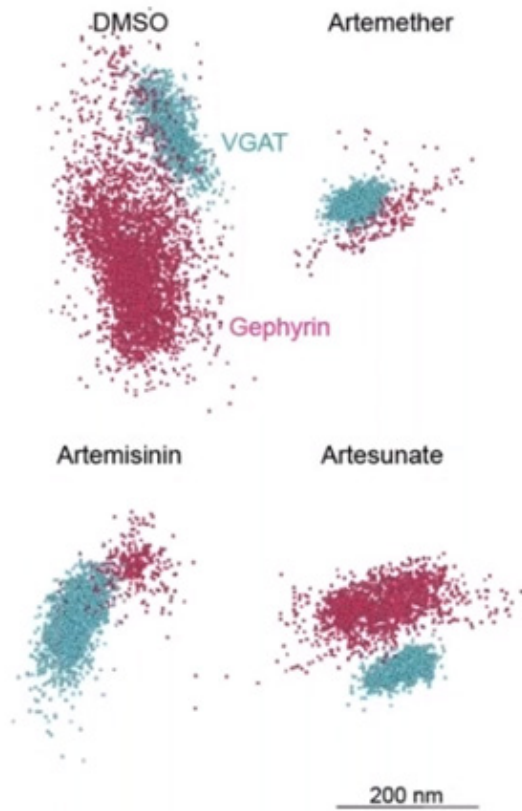 DMSO
Artemether
VGAT
Gephyrin
Artemisinin
Artesunate
200 nm